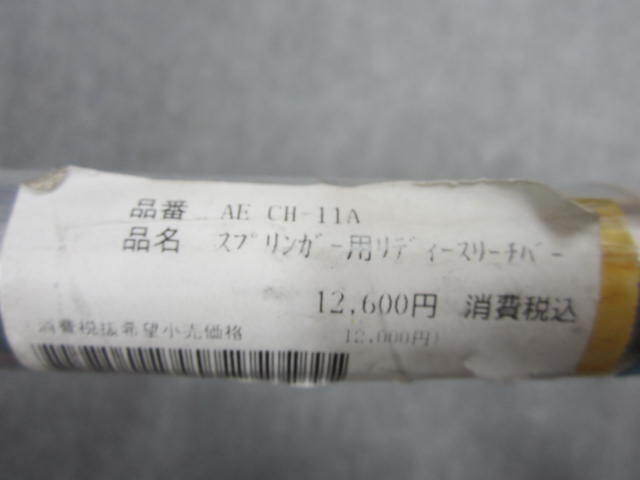 品番 AE CH-11A
品名 スプリンガー用リディースリーチバー
12,600円 消費税込
消費税抜希望小売価格 12,000円)